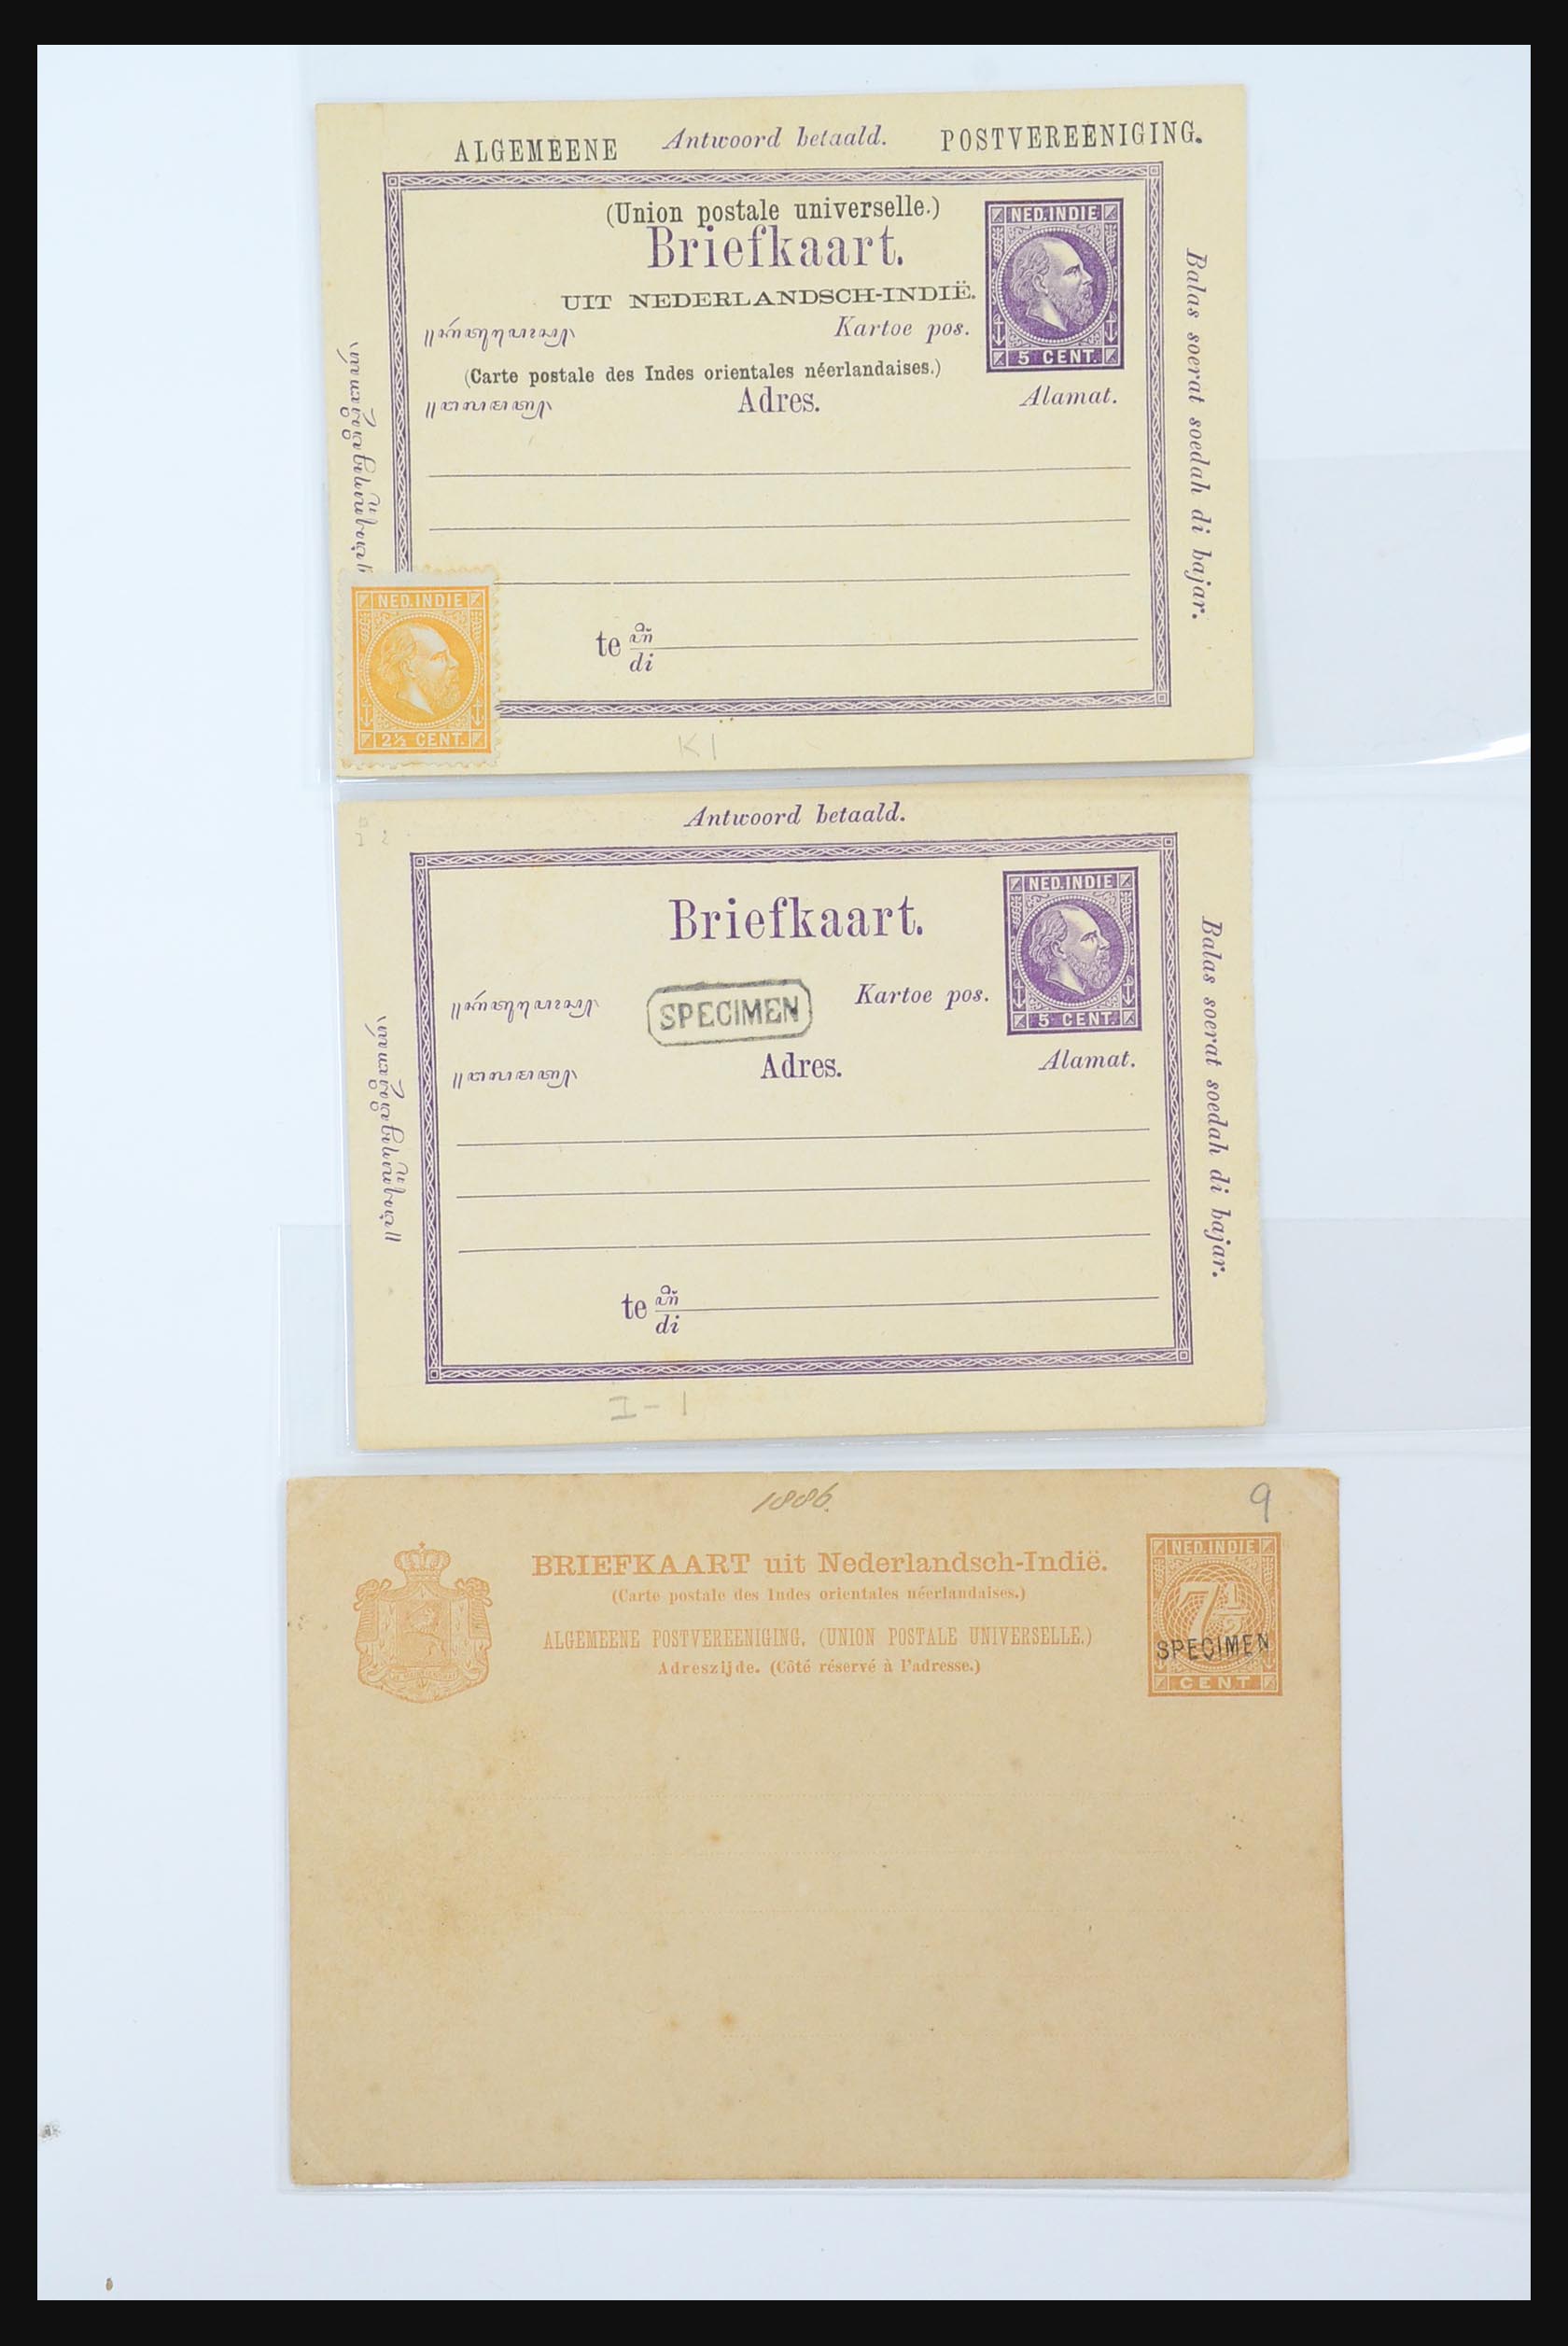 ALGEMEENE Antwoord betaald. POSTVEREENIGING.
(Union postale universelle.)
Briefkaart.
NED. INDIE
5 CENT.
UIT NEDERLANDSCH-INDIË.
Kartoe pos.
(Carte postale des Indes orientales néerlandaises.)
Adres. Alamat.
Balas soerat soedah di bajar.
te di
NED. INDIE
2½ CENT.
K I
Antwoord betaald.
Briefkaart.
NED. INDIE
5 CENT.
SPECIMEN Kartoe pos.
Adres. Alamat.
Balas soerat soedah di bajar.
te di
I - 1
1886.
9
BRIEFKAART uit Nederlandsch-Indië.
(Carte postale des Indes orientales néerlandaises.)
ALGEMEENE POSTVEREENIGING. (UNION POSTALE UNIVERSELLE.)
Adreszijde. (Côté réservé à l'adresse.)
NED. INDIE
7½
SPECIMEN
CENT